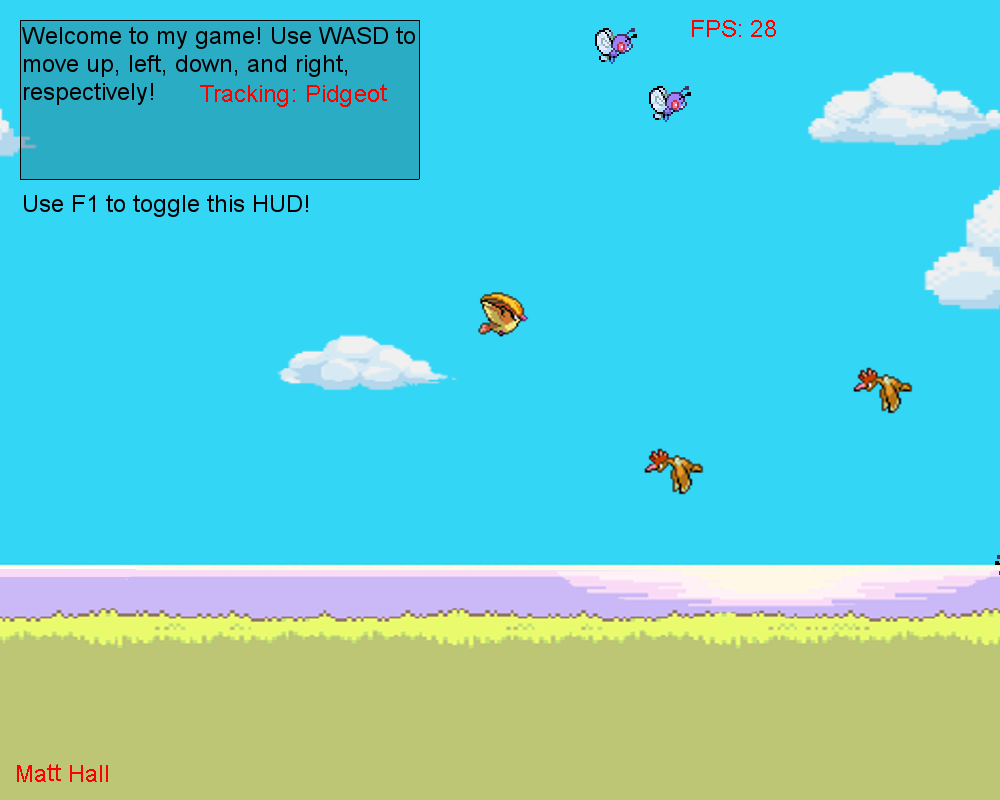 Welcome to my game! Use WASD to
move up, left, down, and right,
respectively!
Tracking: Pidgeot
Use F1 to toggle this HUD!
FPS: 28
Matt Hall